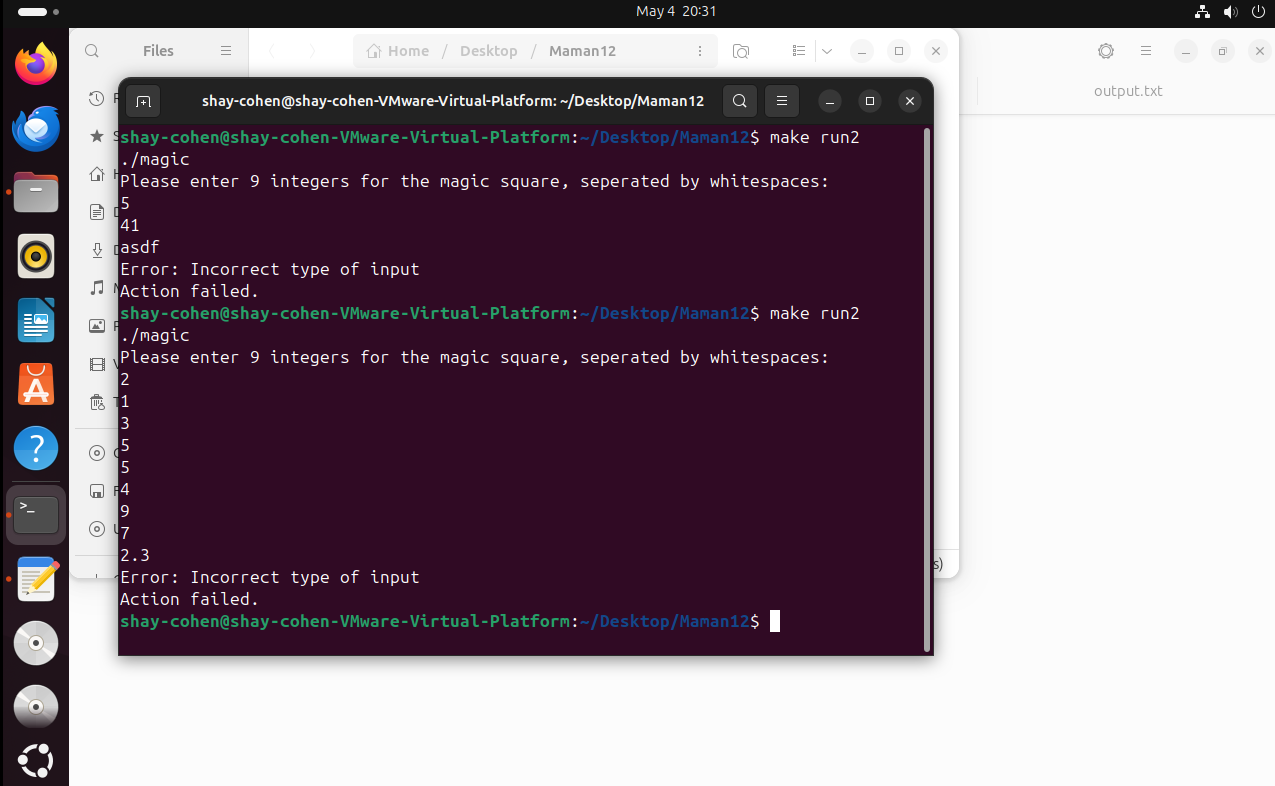 May 4 20:31
Files
Home / Desktop / Maman12
output.txt
shay-cohen@shay-cohen-VMware-Virtual-Platform: ~/Desktop/Maman12
shay-cohen@shay-cohen-VMware-Virtual-Platform:~/Desktop/Maman12$ make run2
./magic
Please enter 9 integers for the magic square, seperated by whitespaces:
5
41
asdf
Error: Incorrect type of input
Action failed.
shay-cohen@shay-cohen-VMware-Virtual-Platform:~/Desktop/Maman12$ make run2
./magic
Please enter 9 integers for the magic square, seperated by whitespaces:
2
1
3
5
5
4
9
7
2.3
Error: Incorrect type of input
Action failed.
shay-cohen@shay-cohen-VMware-Virtual-Platform:~/Desktop/Maman12$